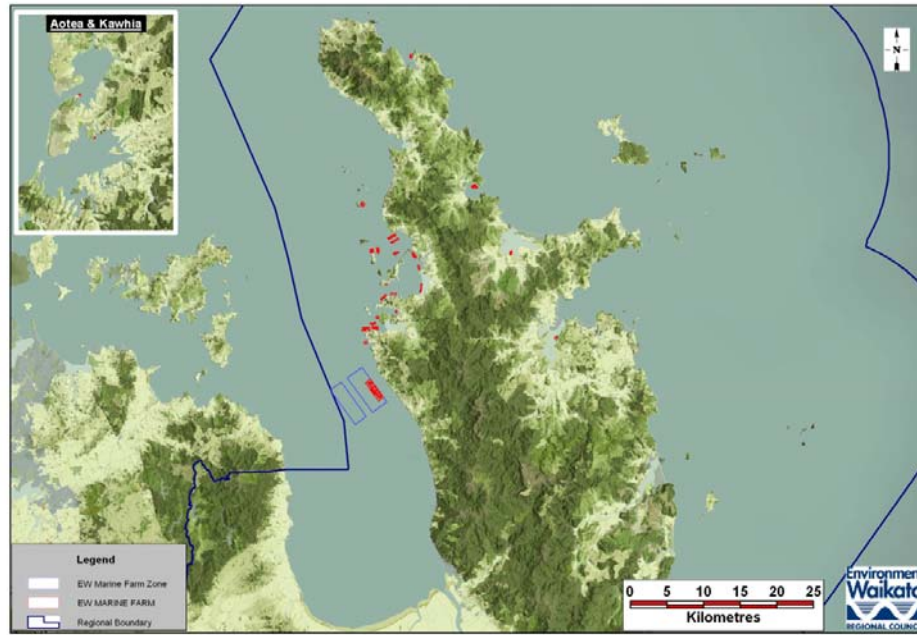 Aotea & Kawhia
N
Legend
EW Marine Farm Zone
EW MARINE FARM
Regional Boundary
0 5 10 15 20 25
Kilometres
Environment
Waikato
REGIONAL COUNCIL